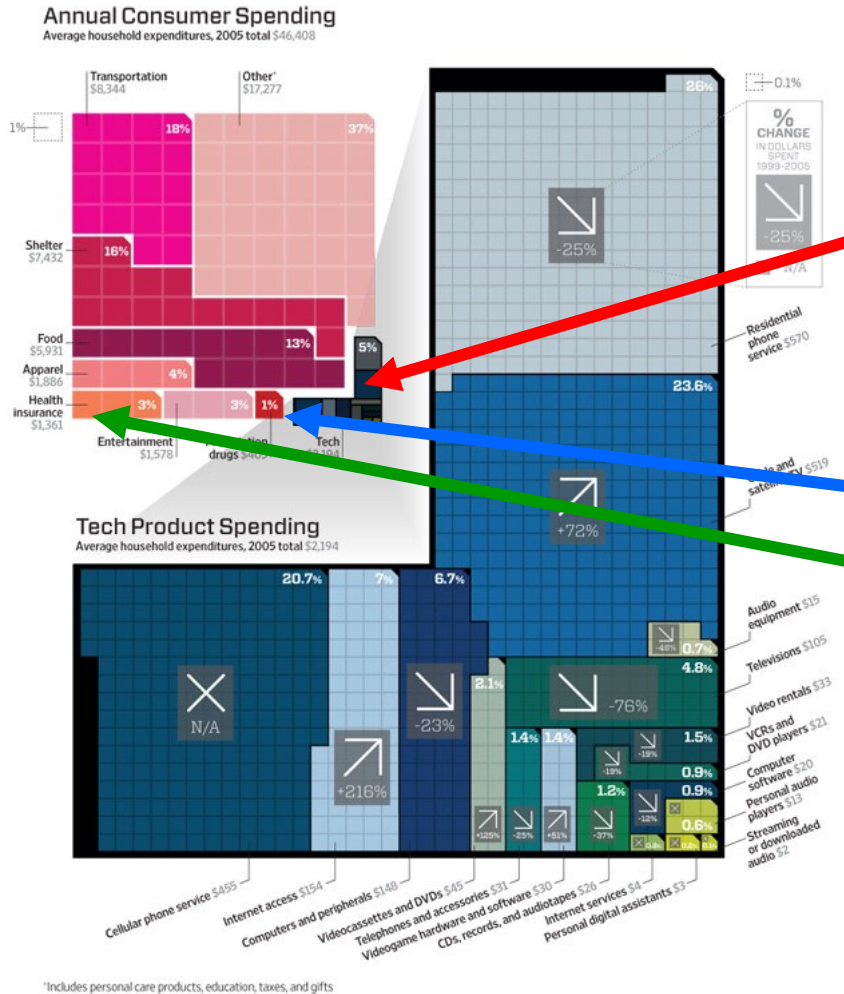 Annual Consumer Spending
Average household expenditures, 2005 total $46,408
Transportation
$8,344
Other*
$17,277
1%
18%
37%
Shelter
$7,432
16%
Food
$5,931
13%
Apparel
$1,886
4%
Health
insurance
$1,361
3%
3%
1%
5%
Entertainment
$1,578
drugs
Tech
26%
0.1%
%
CHANGE
IN DOLLARS
SPENT
1999-2005
-25%
N/A
-25%
Residential
phone
service $570
23.6%
+72%
$519
Audio
equipment $15
-46%
0.7%
Televisions $105
4.8%
-76%
Video rentals $33
1.5%
-19%
VCRs and
DVD players $21
0.9%
-19%
Computer
software $20
0.9%
-12%
Personal audio
players $13
0.6%
Streaming
or downloaded
audio $2
Tech Product Spending
Average household expenditures, 2005 total $2,194
20.7%
N/A
7%
+216%
6.7%
-23%
2.1%
+125%
1.4%
-25%
1.4%
+51%
1.2%
-37%
Cellular phone service $455
Internet access $154
Computers and peripherals $148
Videocassettes and DVDs $45
Telephones and accessories $31
Videogame hardware and software $30
CDs, records, and audiotapes $26
Internet services $4
Personal digital assistants $3
*Includes personal care products, education, taxes, and gifts